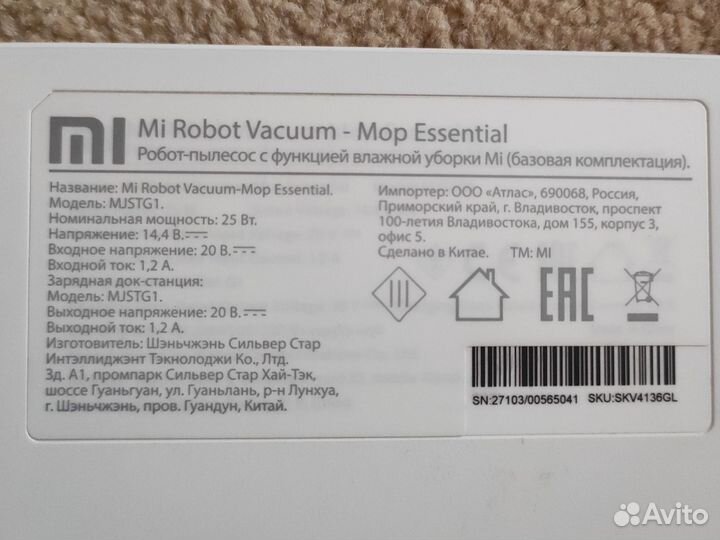 mi Mi Robot Vacuum - Mop Essential
Робот-пылесос с функцией влажной уборки Mi (базовая комплектация).
Название: Mi Robot Vacuum-Mop Essential.
Модель: MJSTG1.
Номинальная мощность: 25 Вт.
Напряжение: 14,4 В⎓
Входное напряжение: 20 В⎓
Входной ток: 1,2 А.
Зарядная док-станция:
Модель: MJSTG1.
Выходное напряжение: 20 В⎓
Выходной ток: 1,2 А.
Изготовитель: Шэньчжэнь Сильвер Стар
Интэллиджэнт Тэкнолоджи Ко., Лтд.
Зд. А1, промпарк Сильвер Стар Хай-Тэк,
шоссе Гуаньгуан, ул. Гуаньлань, р-н Лунхуа,
г. Шэньчжэнь, пров. Гуандун, Китай.
Импортер: ООО «Атлас», 690068, Россия,
Приморский край, г. Владивосток, проспект
100-летия Владивостока, дом 155, корпус 3,
офис 5.
Сделано в Китае. TM: MI
III
EAC
SN:27103/00565041 SKU:SKV4136GL
Avito